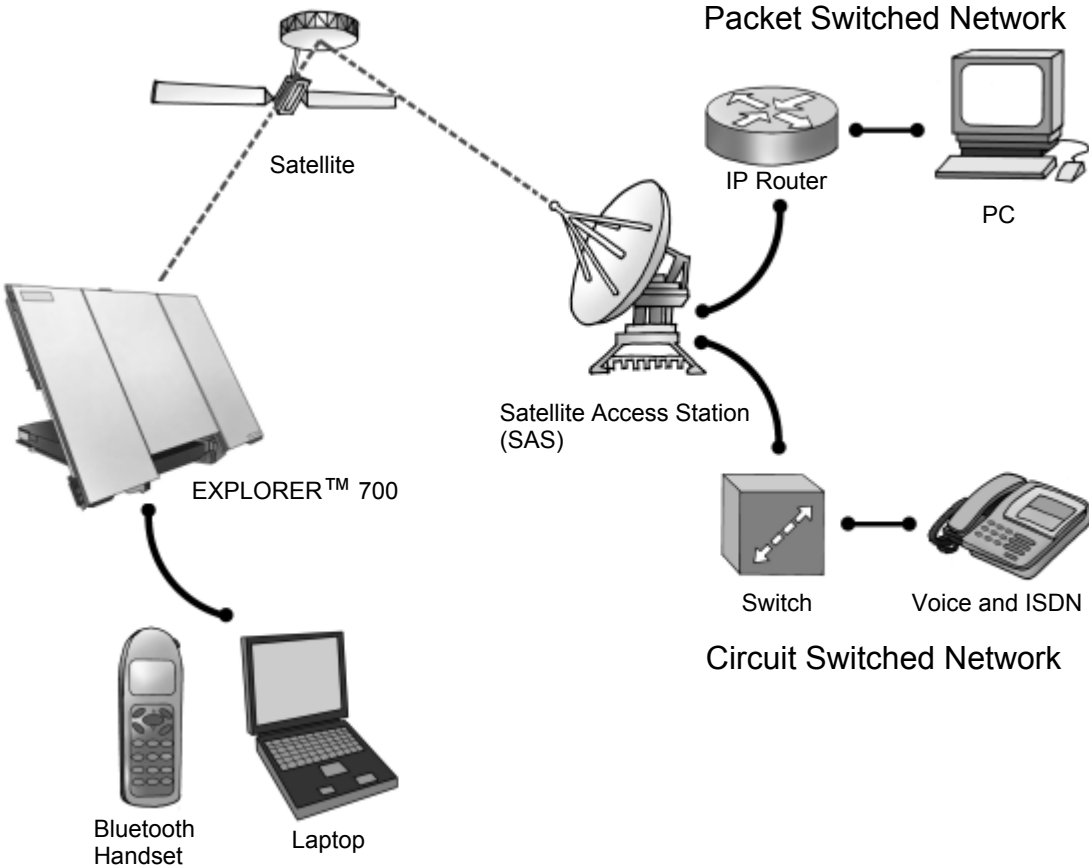 Packet Switched Network
Satellite
IP Router
PC
Satellite Access Station
(SAS)
EXPLORER™ 700
Switch
Voice and ISDN
Circuit Switched Network
Bluetooth
Handset
Laptop